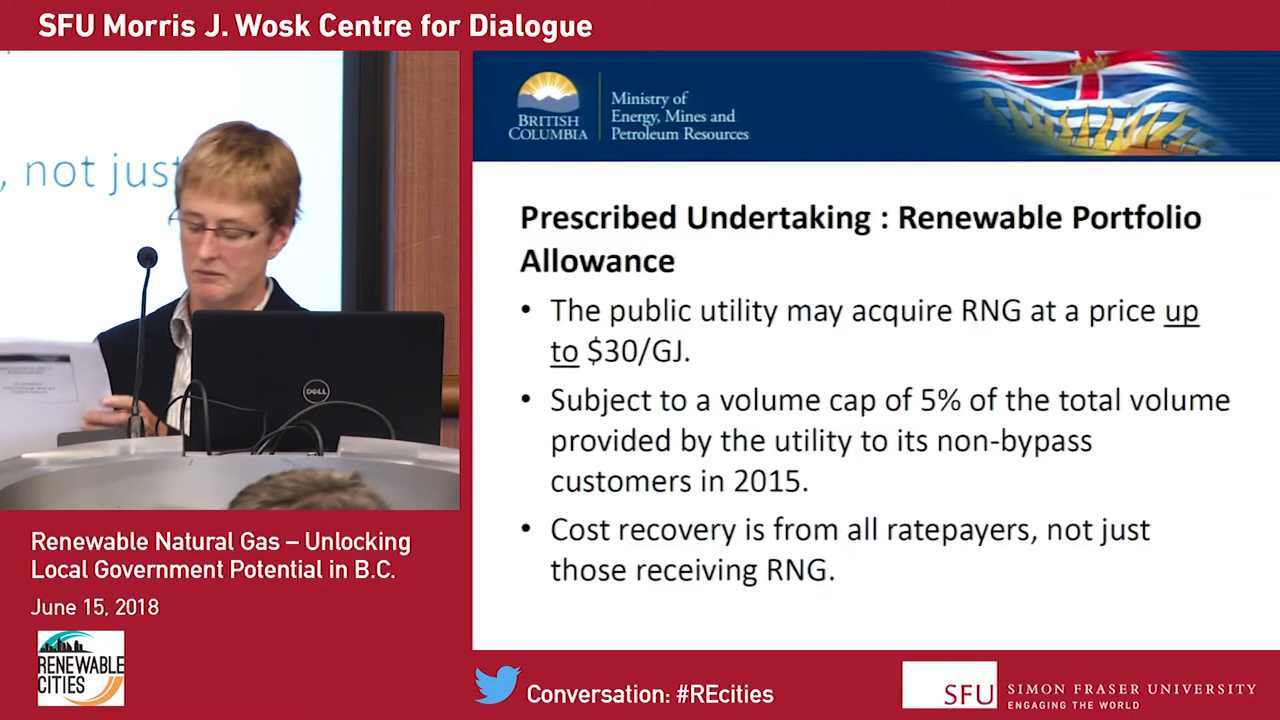 SFU Morris J. Wosk Centre for Dialogue
, not just
DELL
BRITISH
COLUMBIA
Ministry of
Energy, Mines and
Petroleum Resources
Prescribed Undertaking : Renewable Portfolio
Allowance
• The public utility may acquire RNG at a price up
to $30/GJ.
• Subject to a volume cap of 5% of the total volume
provided by the utility to its non-bypass
customers in 2015.
• Cost recovery is from all ratepayers, not just
those receiving RNG.
Renewable Natural Gas – Unlocking
Local Government Potential in B.C.
June 15, 2018
RENEWABLE
CITIES
Conversation: #REcities
SFU
SIMON FRASER UNIVERSITY
ENGAGING THE WORLD